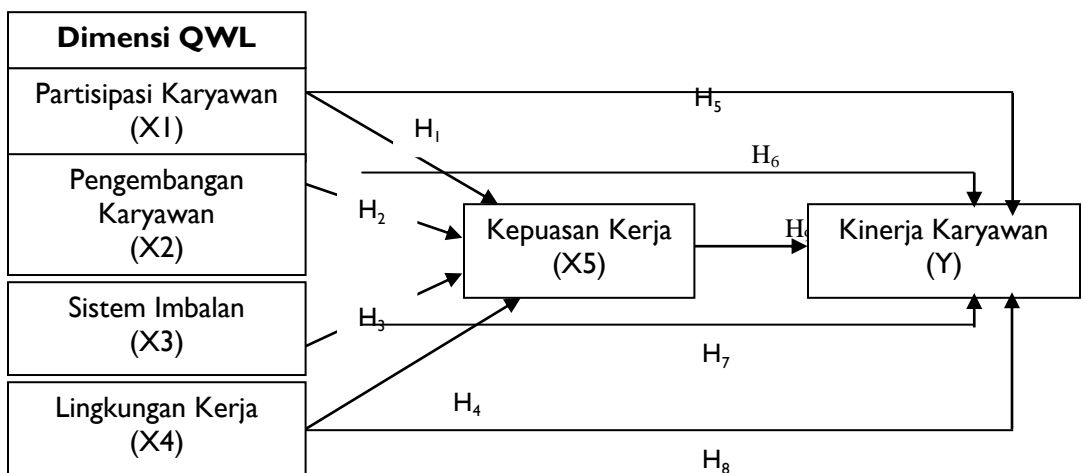 Dimensi QWL
Partisipasi Karyawan
(X1)
Pengembangan
Karyawan
(X2)
Sistem Imbalan
(X3)
Lingkungan Kerja
(X4)
H₁
H₂
H₃
H₄
Kepuasan Kerja
(X5)
H₅
H₆
H₇
H₈
Kinerja Karyawan
(Y)